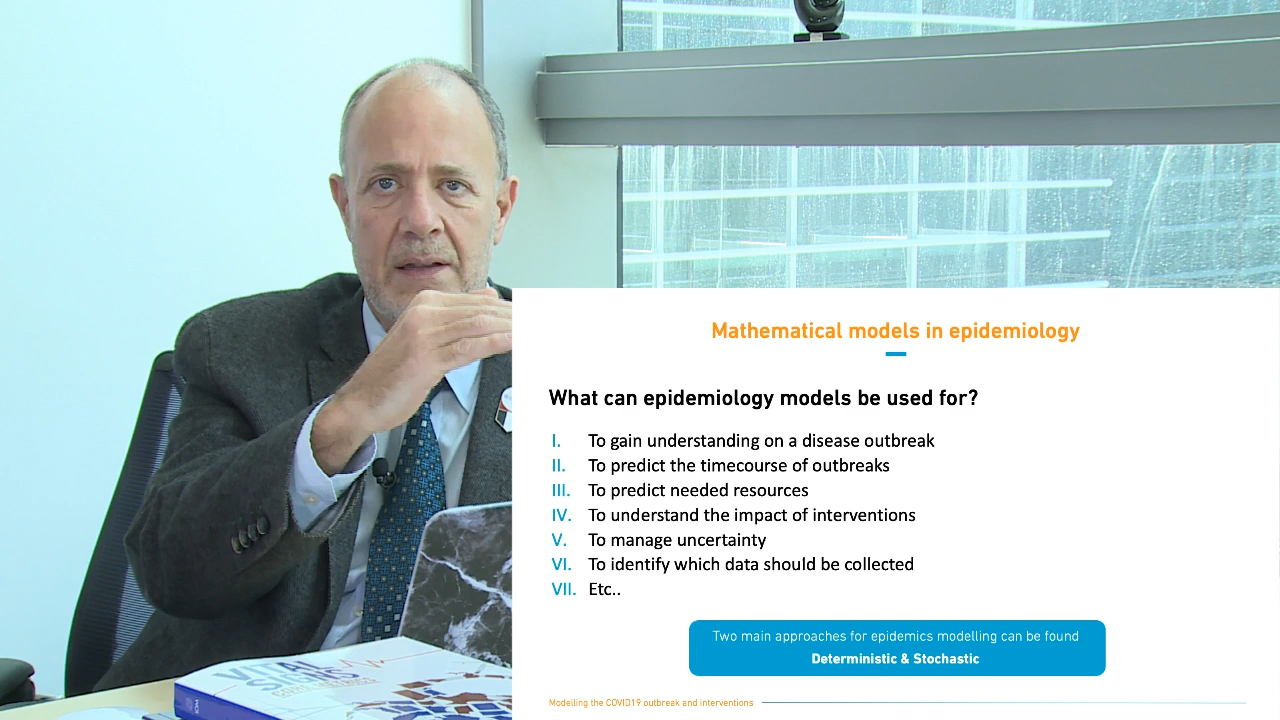 Mathematical models in epidemiology
What can epidemiology models be used for?
I. To gain understanding on a disease outbreak
II. To predict the timecourse of outbreaks
III. To predict needed resources
IV. To understand the impact of interventions
V. To manage uncertainty
VI. To identify which data should be collected
VII. Etc..
Two main approaches for epidemics modelling can be found
Deterministic & Stochastic
Modelling the COVID19 outbreak and interventions
VITAL
SIGNS